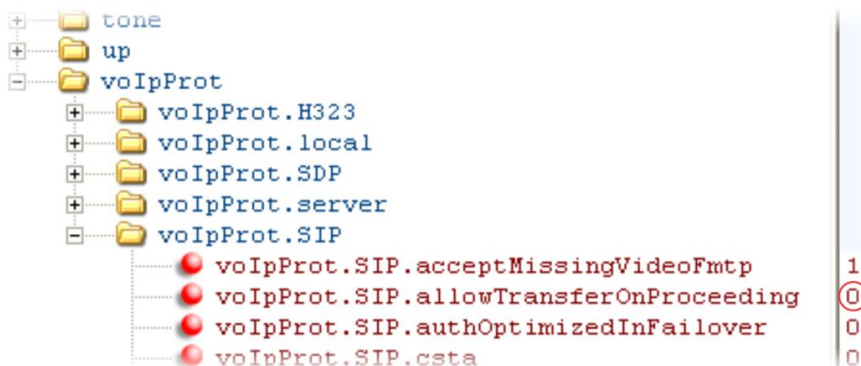 tone
up
voIpProt
voIpProt.H323
voIpProt.local
voIpProt.SDP
voIpProt.server
voIpProt.SIP
voIpProt.SIP.acceptMissingVideoFmtp 1
voIpProt.SIP.allowTransferOnProceeding 0
voIpProt.SIP.authOptimizedInFailover 0
voIpProt.SIP.csta 0